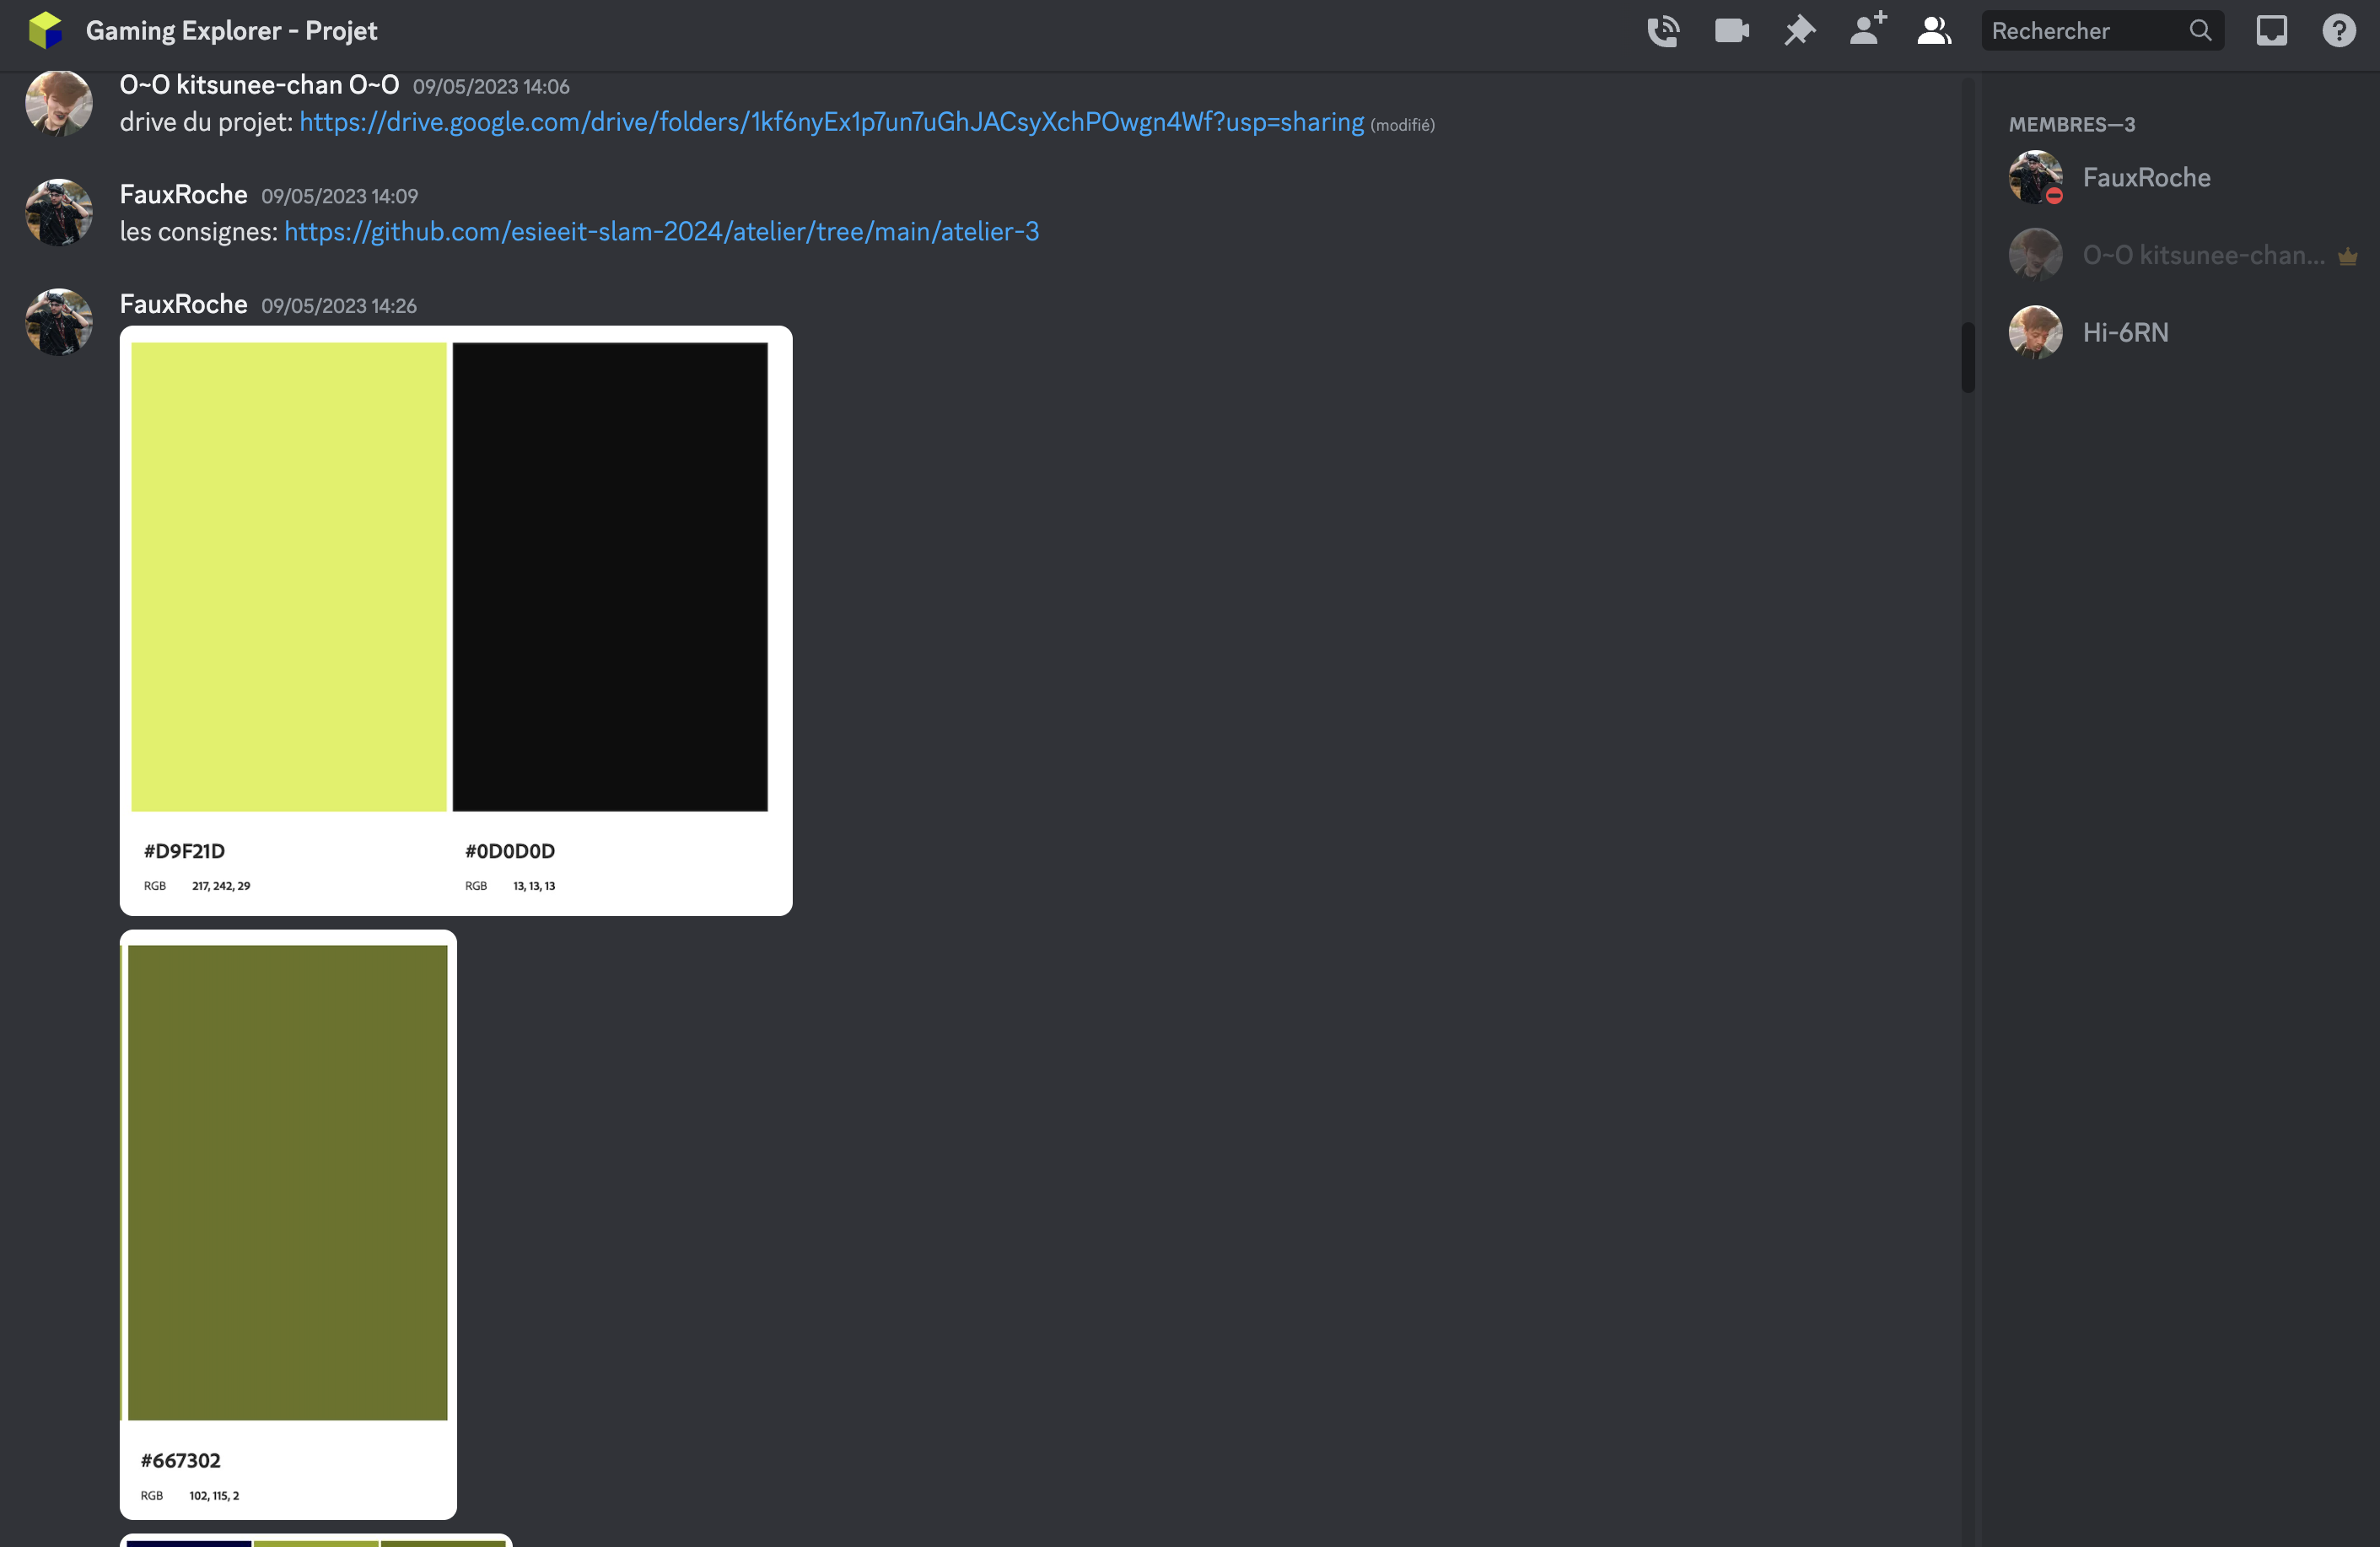 Gaming Explorer - Projet
Rechercher
O~O kitsunee-chan O~O 09/05/2023 14:06
drive du projet: https://drive.google.com/drive/folders/1kf6nyEx1p7un7uGhJACsyXchPOwgn4Wf?usp=sharing (modifié)
FauxRoche 09/05/2023 14:09
les consignes: https://github.com/esieeit-slam-2024/atelier/tree/main/atelier-3
FauxRoche 09/05/2023 14:26
#D9F21D
RGB 217, 242, 29
#0D0D0D
RGB 13, 13, 13
#667302
RGB 102, 115, 2
MEMBRES—3
FauxRoche
O~O kitsunee-chan...
Hi-6RN